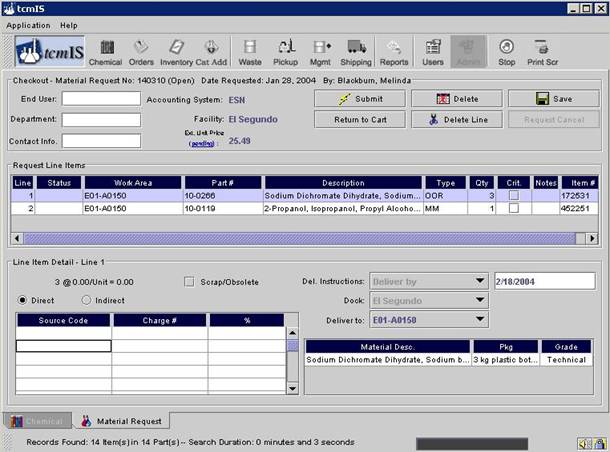 tcmIS
Application Help
tcmIS Chemical Orders Inventory Cat Add Waste Pickup Mgmt Shipping Reports Users Admin Stop Print Scr
Checkout - Material Request No: 140310 (Open) Date Requested: Jan 28, 2004 By: Blackburn, Melinda
End User: Accounting System: ESN Submit Delete Save
Department: Facility: El Segundo Return to Cart Delete Line Request Cancel
Contact Info. Ext. Unit Price (pending) : 25.49
Request Line Items
Line Status Work Area Part # Description Type Qty Crit. Notes Item #
1 E01-A0150 10-0266 Sodium Dichromate Dihydrate, Sodium... OOR 3 172531
2 E01-A0150 10-0119 2-Propanol, Isopropanol, Propyl Alcoho... MM 1 452251
Line Item Detail - Line 1
3 @ 0.00/Unit = 0.00 Scrap/Obsolete Del. Instructions: Deliver by 2/18/2004
Direct Indirect Dock: El Segundo
Deliver to: E01-A0150
Source Code Charge # %
Material Desc. Pkg Grade
Sodium Dichromate Dihydrate, Sodium b... 3 kg plastic bot... Technical
Chemical Material Request
Records Found: 14 Item(s) in 14 Part(s) -- Search Duration: 0 minutes and 3 seconds